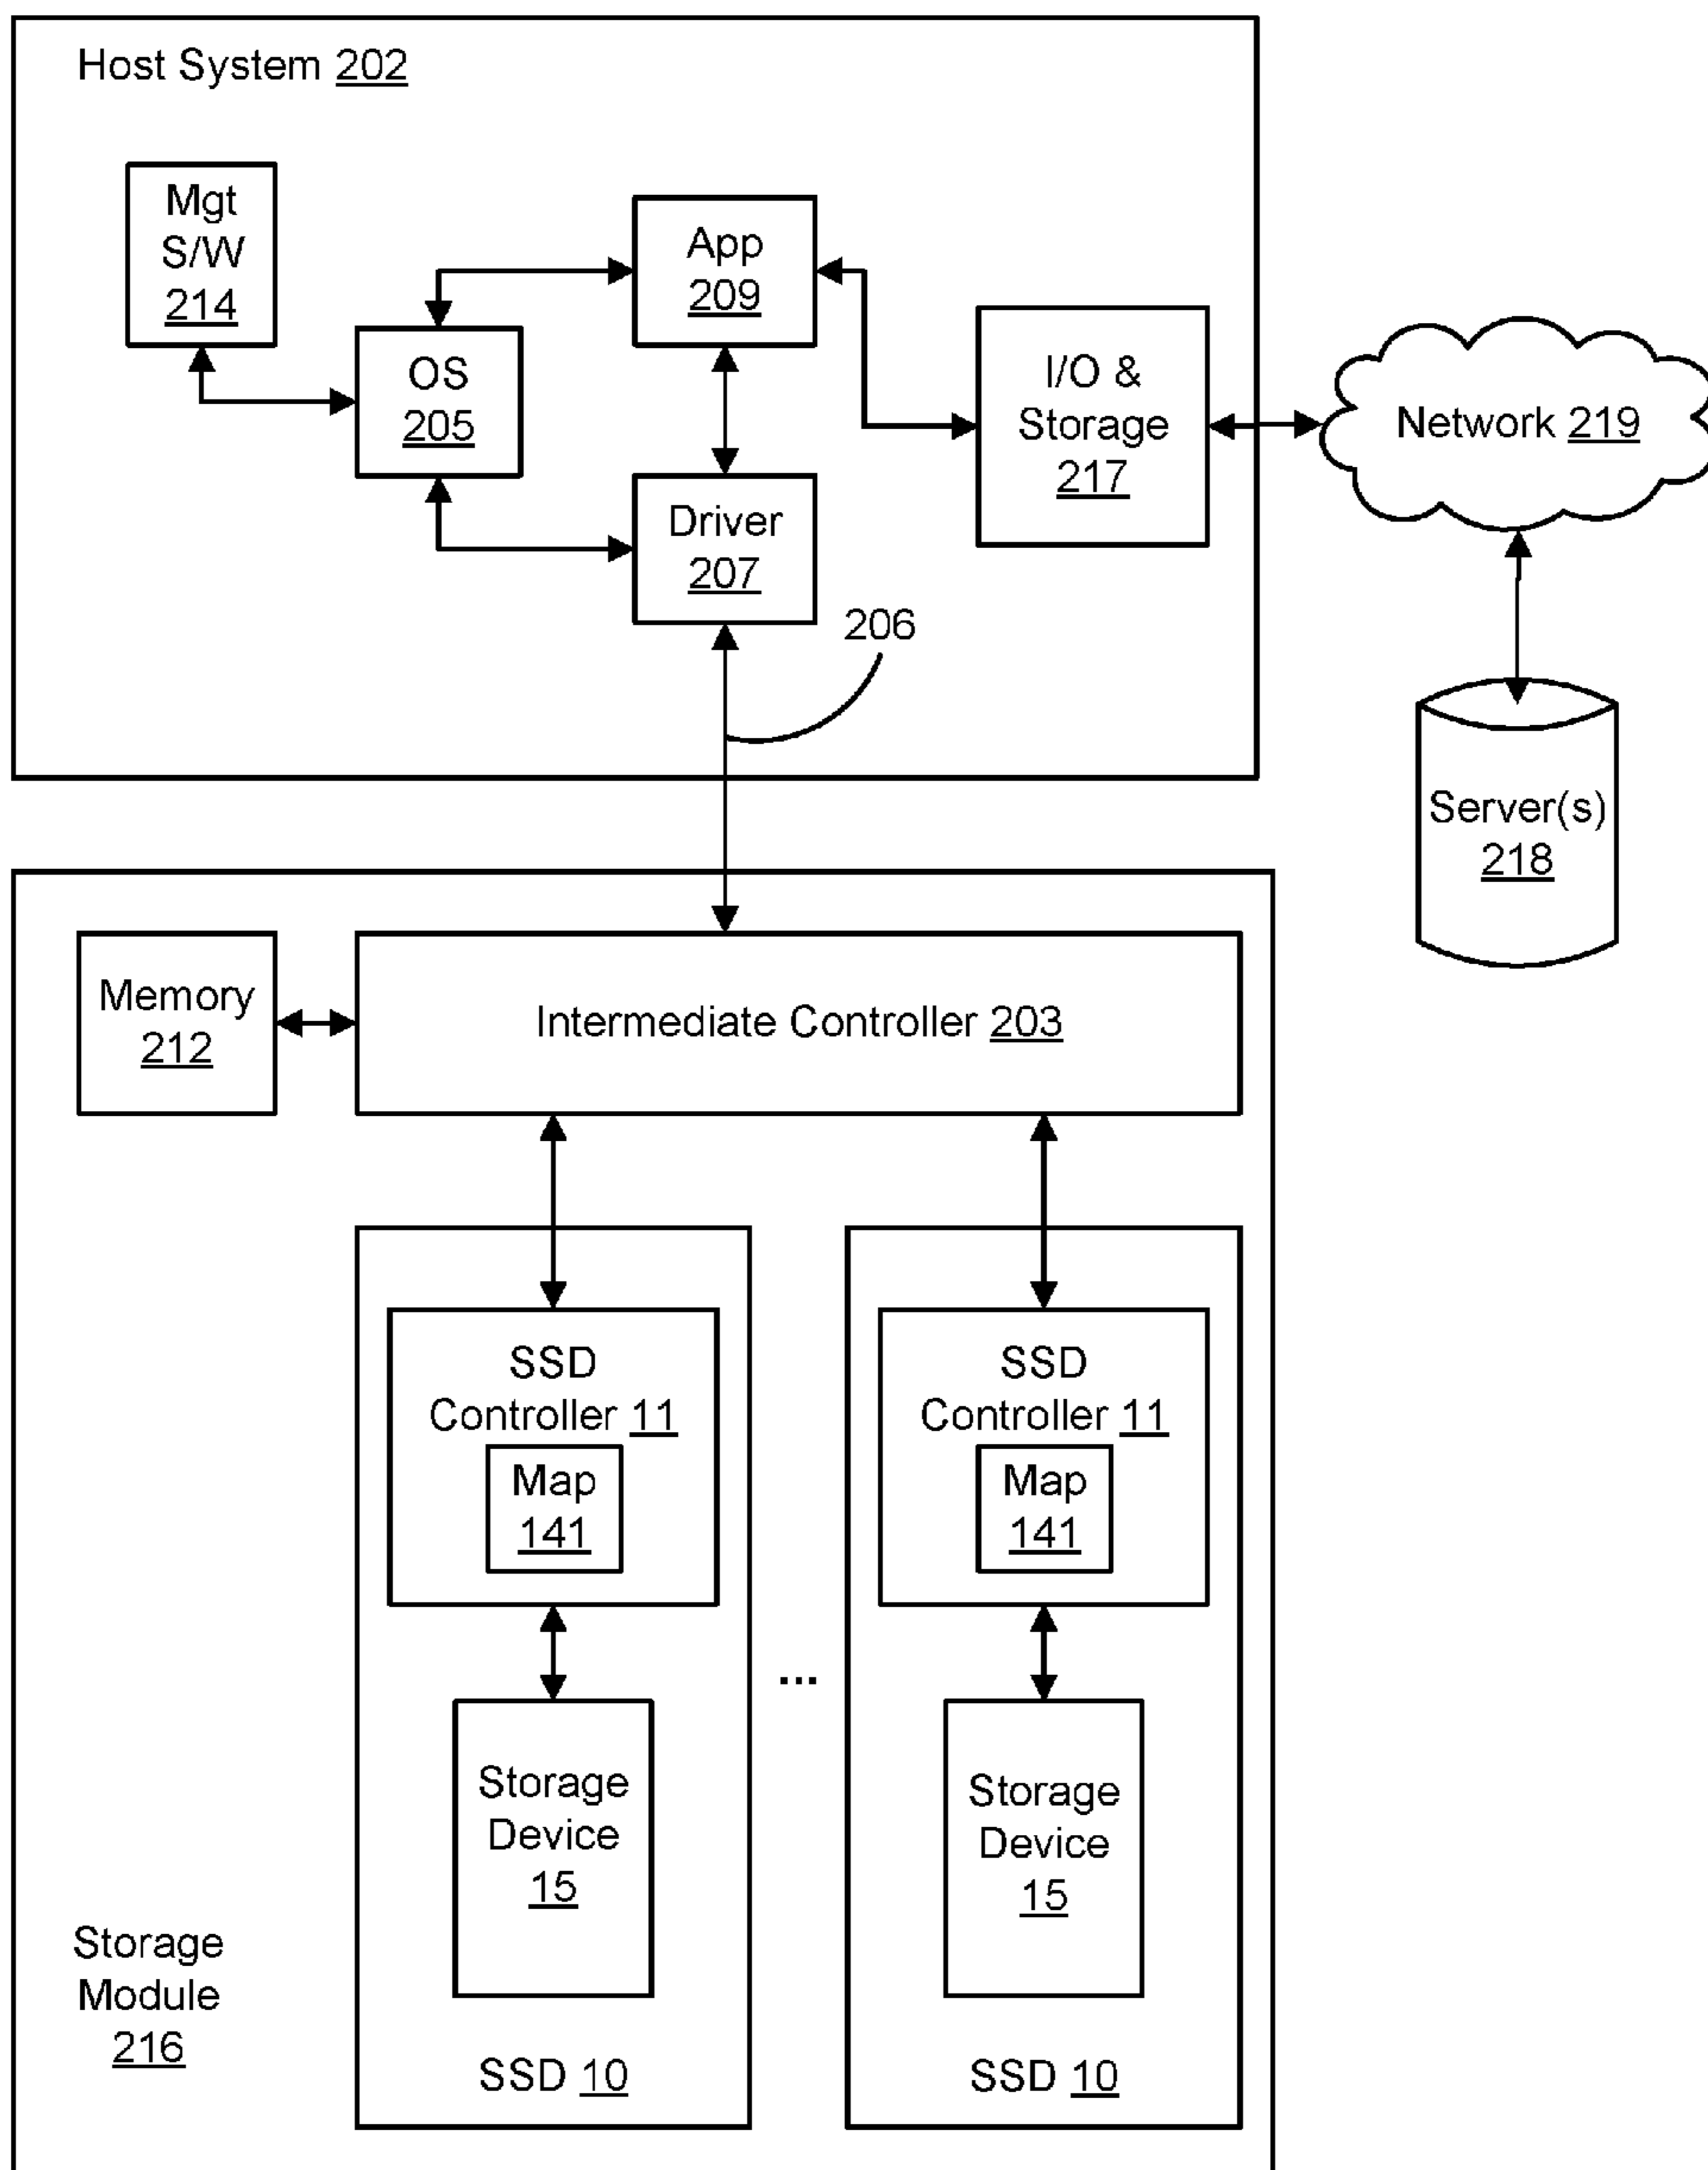 Host System 202
Mgt
S/W
214
App
209
OS
205
I/O &
Storage
217
Network 219
Driver
207
206
Server(s)
218
Memory
212
Intermediate Controller 203
SSD
Controller 11
Map
141
SSD
Controller 11
Map
141
...
Storage
Device
15
Storage
Device
15
Storage
Module
216
SSD 10
SSD 10